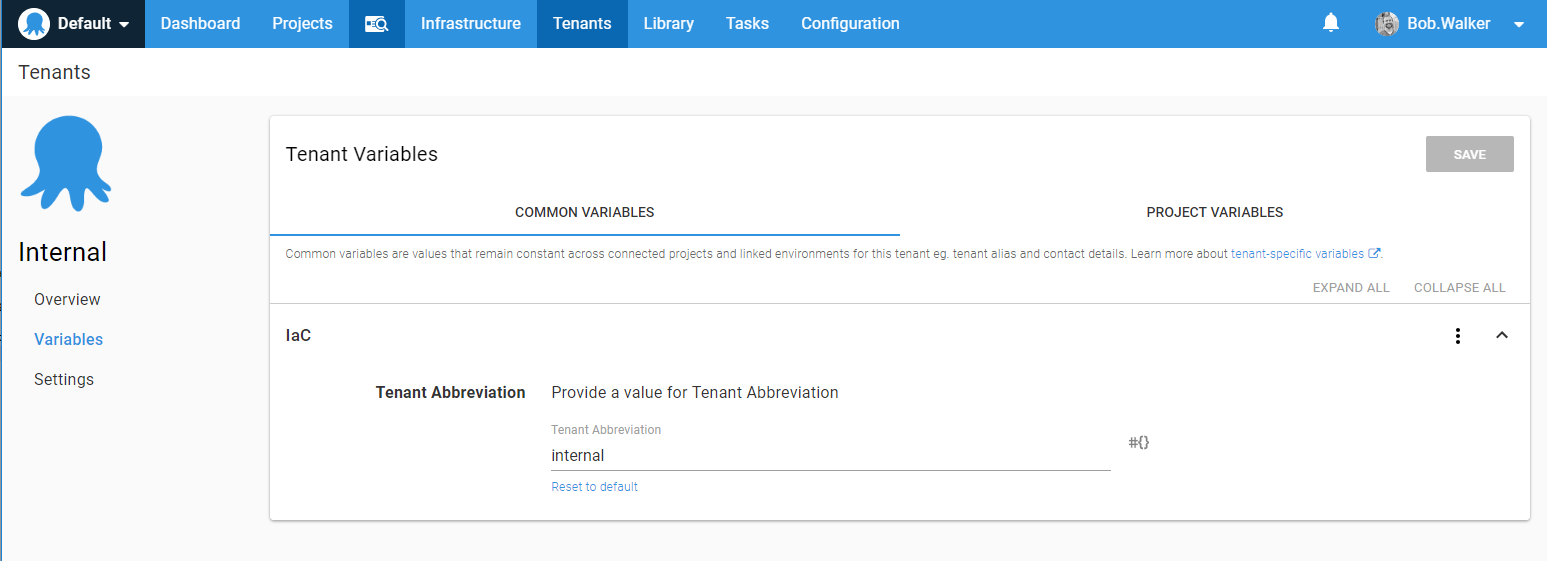 Default Dashboard Projects Infrastructure Tenants Library Tasks Configuration Bob.Walker
Tenants
Internal
Overview
Variables
Settings
Tenant Variables
SAVE
COMMON VARIABLES PROJECT VARIABLES
Common variables are values that remain constant across connected projects and linked environments for this tenant eg. tenant alias and contact details. Learn more about tenant-specific variables.
EXPAND ALL COLLAPSE ALL
IaC
Tenant Abbreviation Provide a value for Tenant Abbreviation
Tenant Abbreviation
internal
#{}
Reset to default